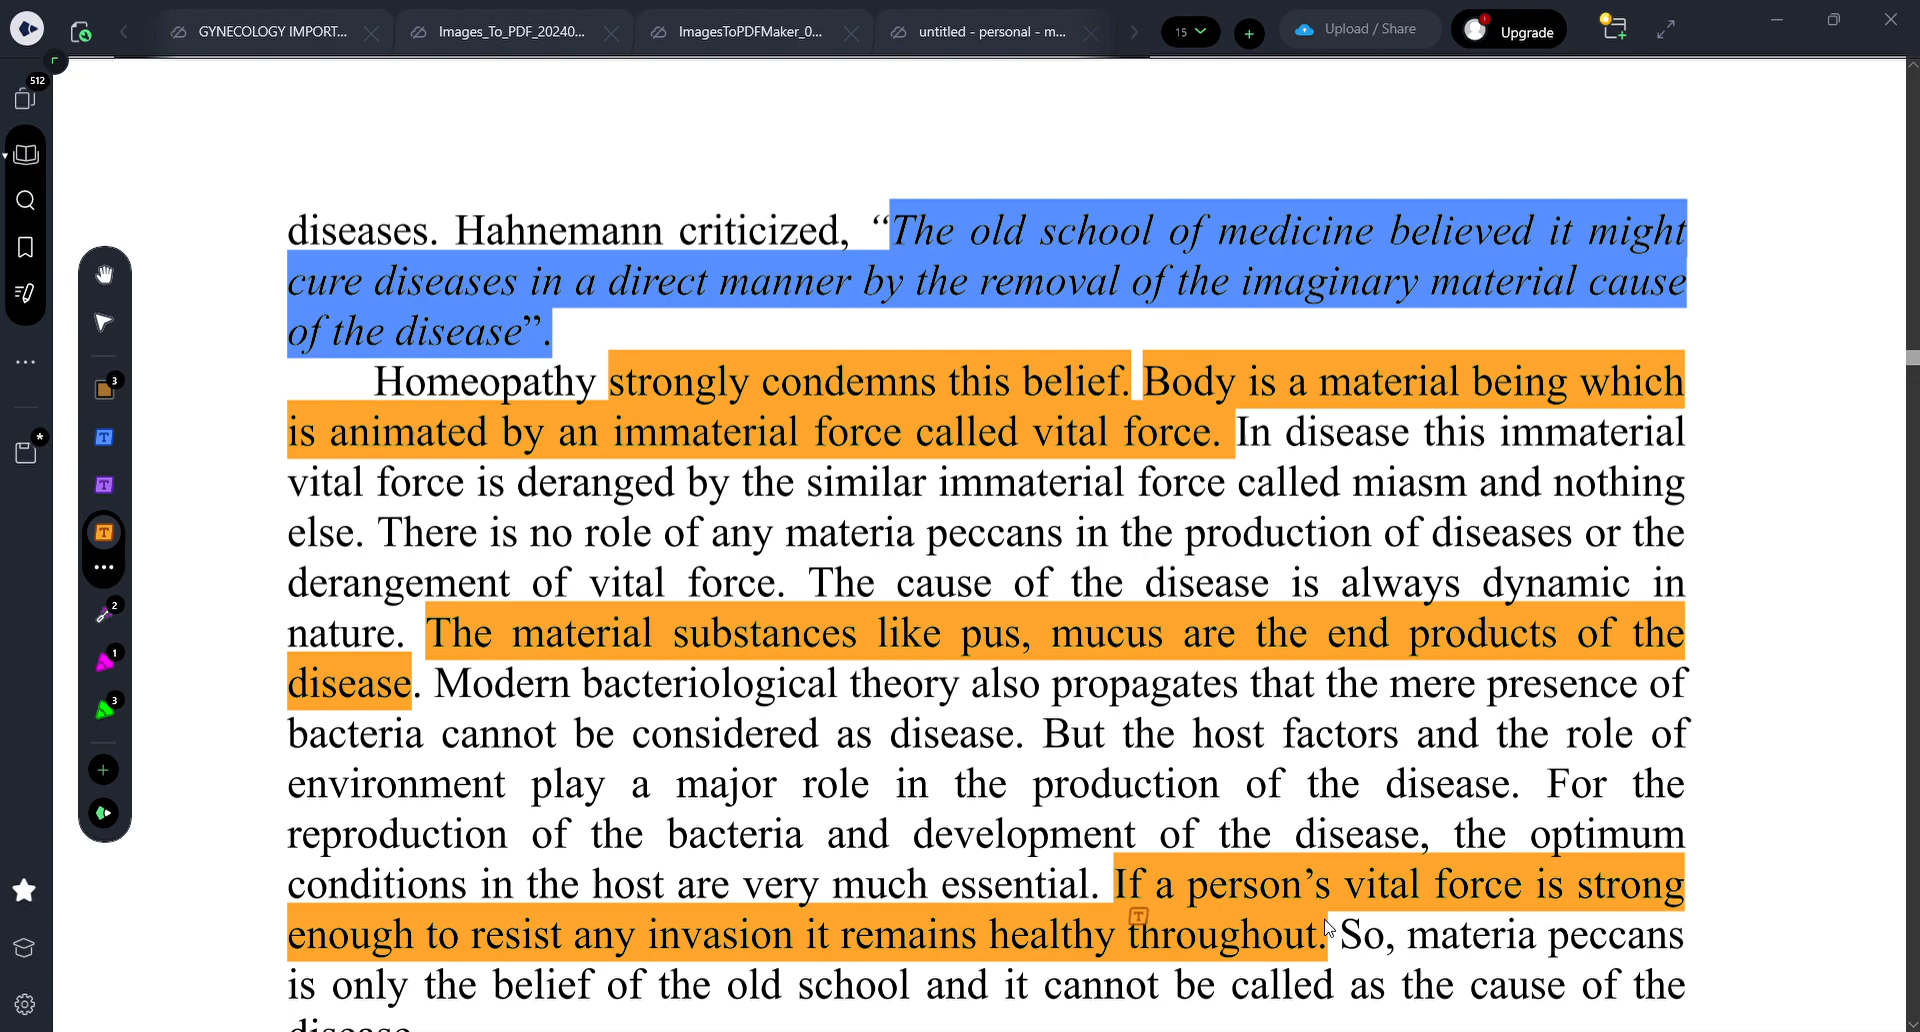 GYNECOLOGY IMPORT...
Images_To_PDF_20240...
ImagesToPDFMaker_0...
untitled - personal - m...
15
Upload / Share
Upgrade
512
3
2
1
3
diseases. Hahnemann criticized, “The old school of medicine believed it might
cure diseases in a direct manner by the removal of the imaginary material cause
of the disease”.
Homeopathy strongly condemns this belief. Body is a material being which
is animated by an immaterial force called vital force. In disease this immaterial
vital force is deranged by the similar immaterial force called miasm and nothing
else. There is no role of any materia peccans in the production of diseases or the
derangement of vital force. The cause of the disease is always dynamic in
nature. The material substances like pus, mucus are the end products of the
disease. Modern bacteriological theory also propagates that the mere presence of
bacteria cannot be considered as disease. But the host factors and the role of
environment play a major role in the production of the disease. For the
reproduction of the bacteria and development of the disease, the optimum
conditions in the host are very much essential. If a person’s vital force is strong
enough to resist any invasion it remains healthy throughout. So, materia peccans
is only the belief of the old school and it cannot be called as the cause of the
disease